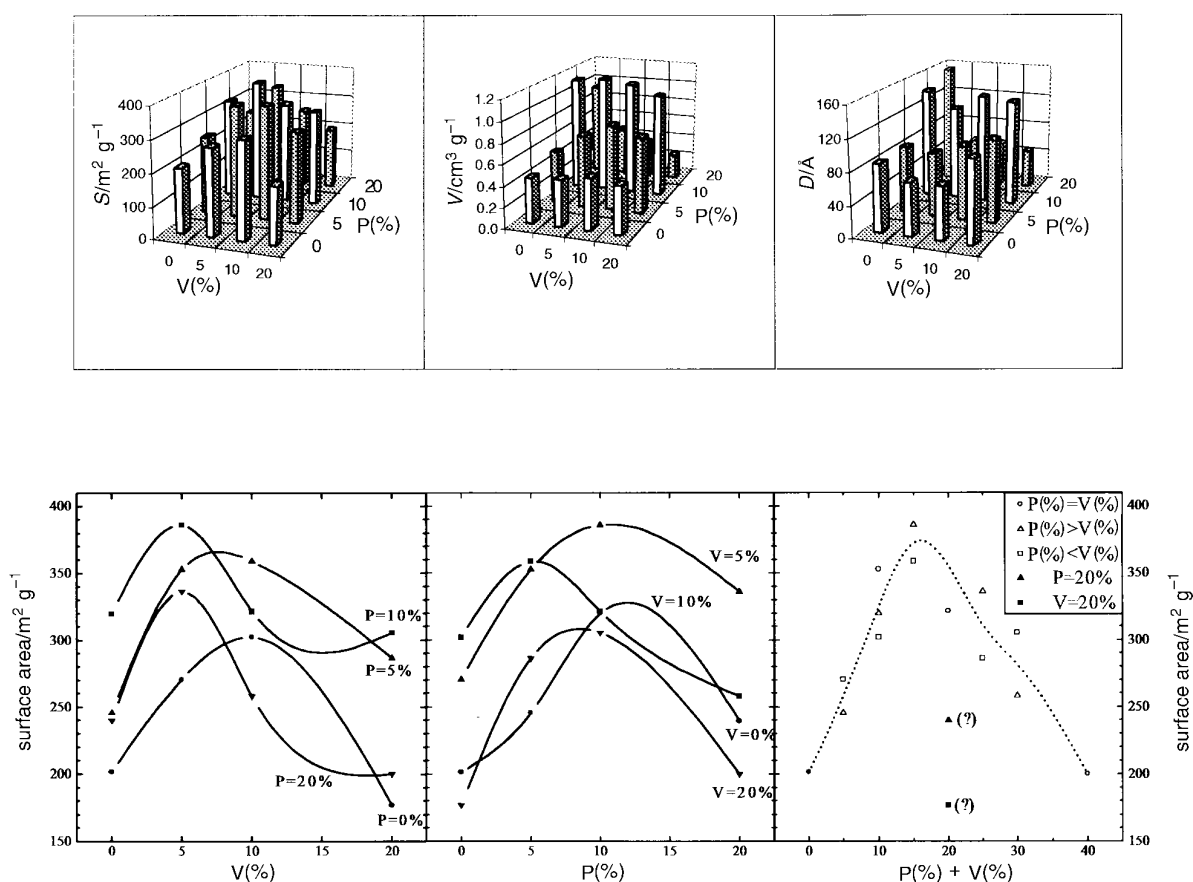 S/m² g⁻¹
400
300
200
100
0
0 5 10 20
V(%)
0 5 10 20
P(%)
V/cm³ g⁻¹
1.2
1.0
0.8
0.6
0.4
0.2
0.0
0 5 10 20
V(%)
0 5 10 20
P(%)
D/Å
160
120
80
40
0
0 5 10 20
V(%)
0 5 10 20
P(%)
surface area/m² g⁻¹
400
350
300
250
200
150
P=10%
P=5%
P=20%
P=0%
0 5 10 15 20
V(%)
V=5%
V=10%
V=0%
V=20%
0 5 10 15 20
P(%)
P(%)=V(%)
P(%)>V(%)
P(%)<V(%)
P=20%
V=20%
(?)
(?)
0 10 20 30 40
P(%) + V(%)
400
350
300
250
200
150
surface area/m² g⁻¹